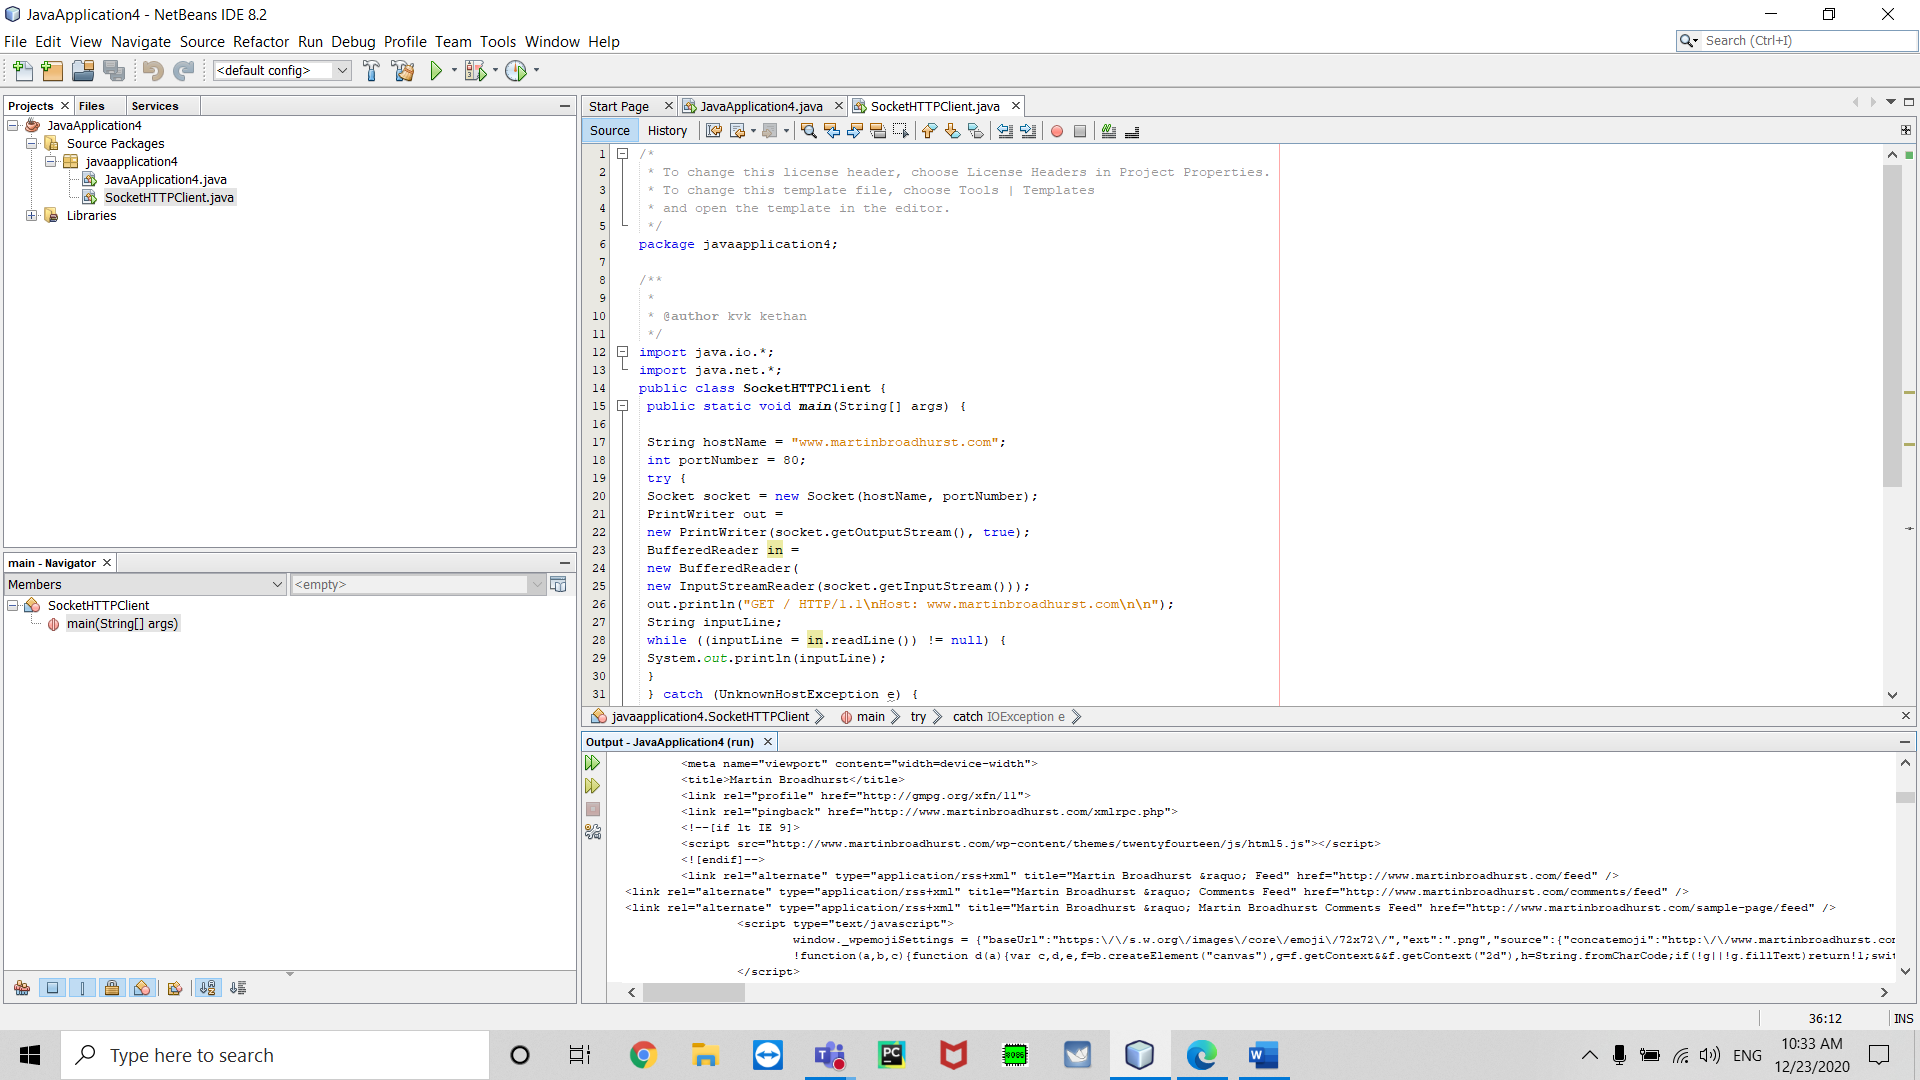 JavaApplication4 - NetBeans IDE 8.2
File Edit View Navigate Source Refactor Run Debug Profile Team Tools Window Help
Search (Ctrl+I)
<default config>
Projects Files Services
JavaApplication4
Source Packages
javaapplication4
JavaApplication4.java
SocketHTTPClient.java
Libraries
main - Navigator
Members <empty>
SocketHTTPClient
main(String[] args)
Start Page JavaApplication4.java SocketHTTPClient.java
Source History
1 /*
2 * To change this license header, choose License Headers in Project Properties.
3 * To change this template file, choose Tools | Templates
4 * and open the template in the editor.
5 */
6 package javaapplication4;
7
8 /**
9 *
10 * @author kvk kethan
11 */
12 import java.io.*;
13 import java.net.*;
14 public class SocketHTTPClient {
15 public static void main(String[] args) {
16
17 String hostName = "www.martinbroadhurst.com";
18 int portNumber = 80;
19 try {
20 Socket socket = new Socket(hostName, portNumber);
21 PrintWriter out =
22 new PrintWriter(socket.getOutputStream(), true);
23 BufferedReader in =
24 new BufferedReader(
25 new InputStreamReader(socket.getInputStream()));
26 out.println("GET / HTTP/1.1\nHost: www.martinbroadhurst.com\n\n");
27 String inputLine;
28 while ((inputLine = in.readLine()) != null) {
29 System.out.println(inputLine);
30 }
31 } catch (UnknownHostException e) {
javaapplication4.SocketHTTPClient main try catch IOException e
Output - JavaApplication4 (run)
<meta name="viewport" content="width=device-width">
<title>Martin Broadhurst</title>
<link rel="profile" href="http://gmpg.org/xfn/11">
<link rel="pingback" href="http://www.martinbroadhurst.com/xmlrpc.php">
<!--[if lt IE 9]>
<script src="http://www.martinbroadhurst.com/wp-content/themes/twentyfourteen/js/html5.js"></script>
<![endif]-->
<link rel="alternate" type="application/rss+xml" title="Martin Broadhurst &raquo; Feed" href="http://www.martinbroadhurst.com/feed" />
<link rel="alternate" type="application/rss+xml" title="Martin Broadhurst &raquo; Comments Feed" href="http://www.martinbroadhurst.com/comments/feed" />
<link rel="alternate" type="application/rss+xml" title="Martin Broadhurst &raquo; Martin Broadhurst Comments Feed" href="http://www.martinbroadhurst.com/sample-page/feed" />
<script type="text/javascript">
window._wpemojiSettings = {"baseUrl":"https:\/\/s.w.org\/images\/core\/emoji\/72x72\/","ext":".png","source":{"concatemoji":"http:\/\/www.martinbroadhurst.com
!function(a,b,c){function d(a){var c,d,e,f=b.createElement("canvas"),g=f.getContext&&f.getContext("2d"),h=String.fromCharCode;if(!g||!g.fillText)return!1;swit
</script>
36:12 INS
Type here to search
ENG
10:33 AM
12/23/2020